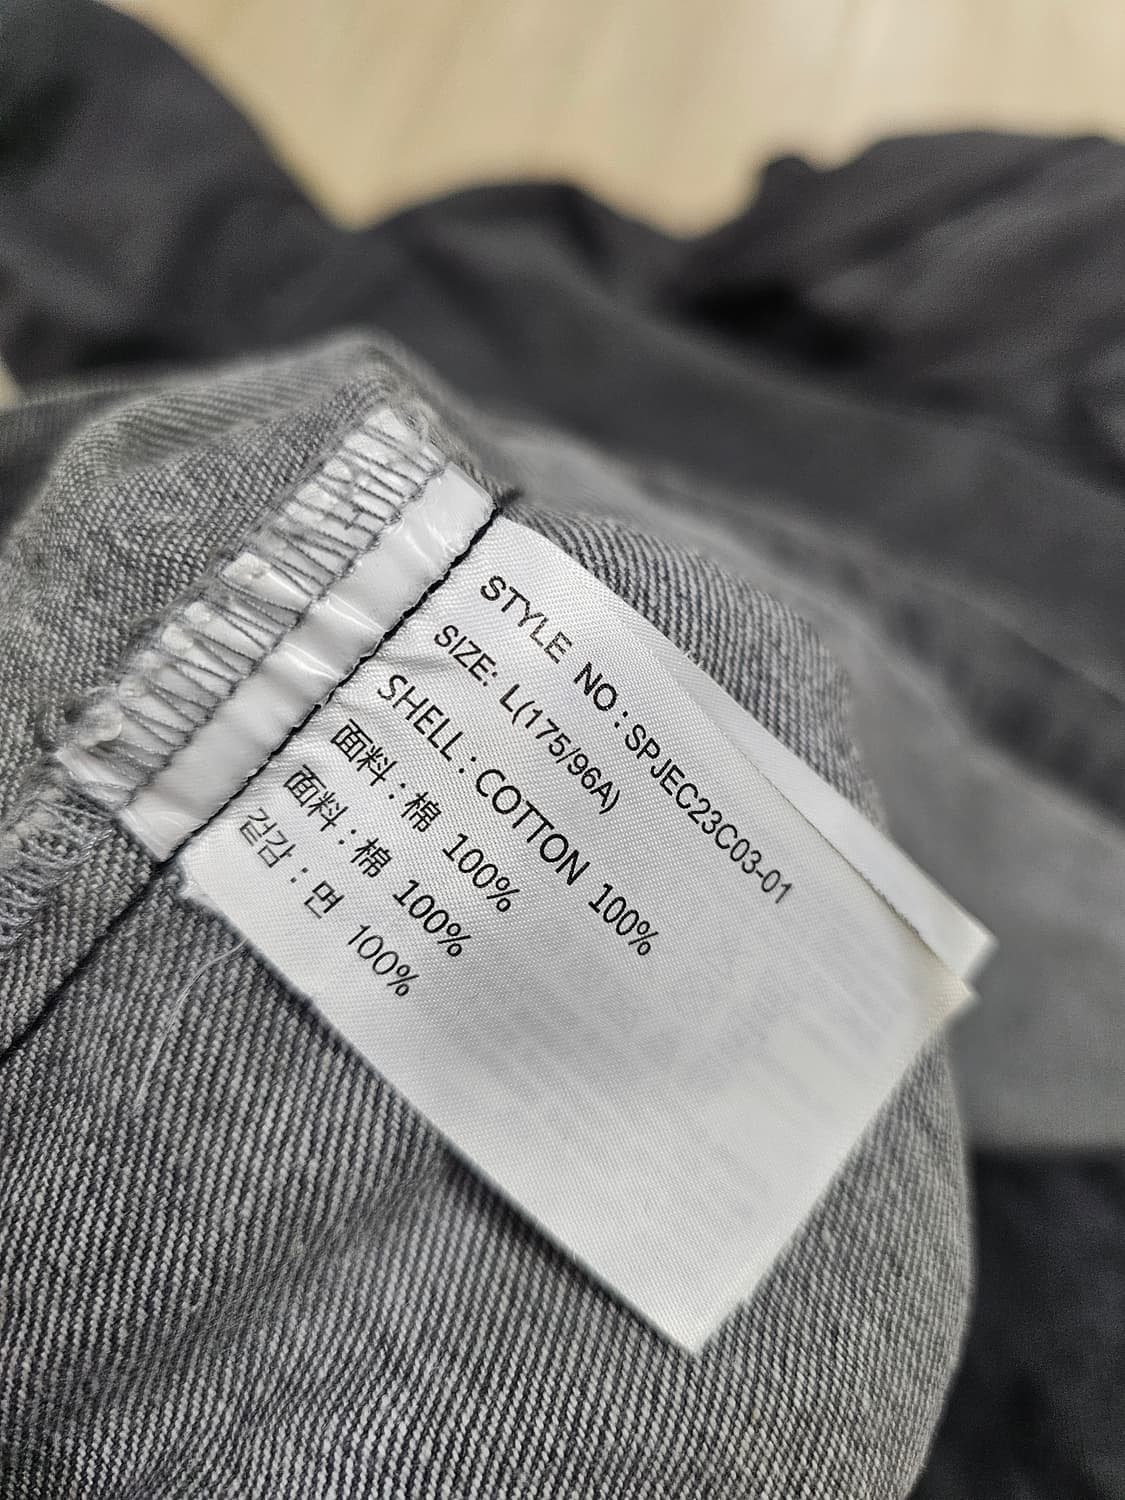 STYLE NO : SPJEC23C03-01
SIZE: L(175/96A)
SHELL : COTTON 100%
面料 : 棉 100%
面料 : 棉 100%
겉감 : 면 100%